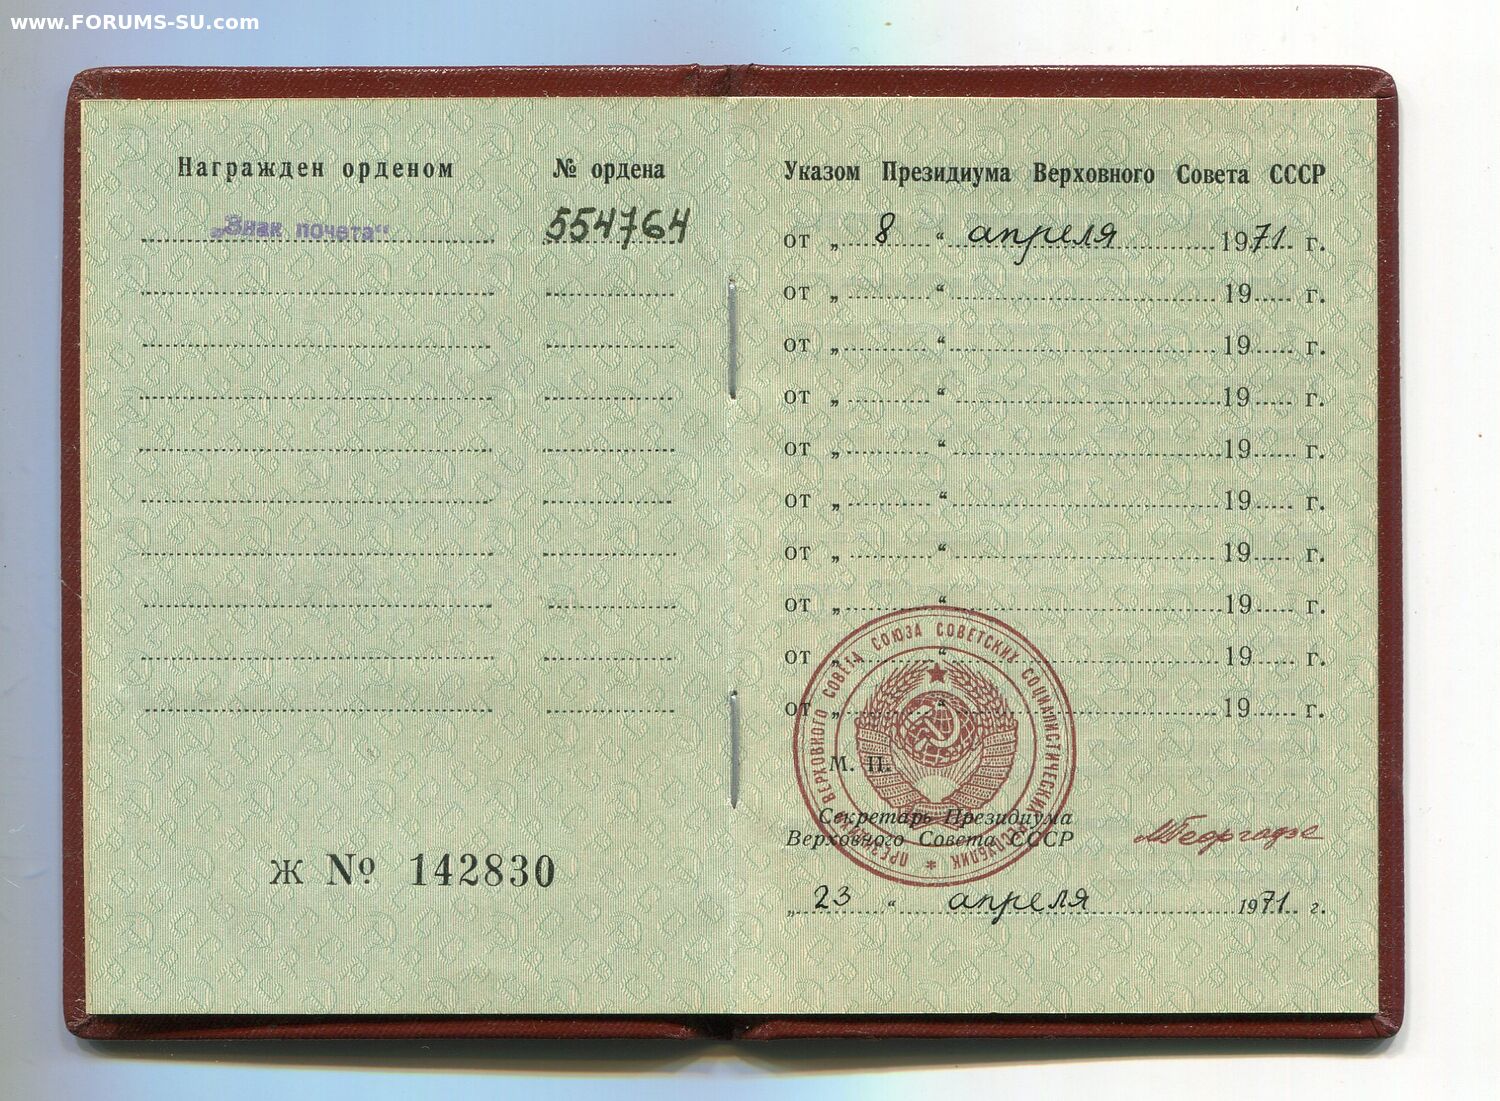 www.FORUMS-SU.com
Награжден орденом № ордена
„Знак почета“ 554764
Ж № 142830
Указом Президиума Верховного Совета СССР
от „ 8 “ апреля 1971 г.
от „ “ 19 г.
от „ “ 19 г.
от „ “ 19 г.
от „ “ 19 г.
от „ “ 19 г.
от „ “ 19 г.
от „ “ 19 г.
от „ “ 19 г.
от „ “ 19 г.
ПРЕЗИДИУМ ВЕРХОВНОГО СОВЕТА СОЮЗА СОВЕТСКИХ СОЦИАЛИСТИЧЕСКИХ РЕСПУБЛИК *
М. П.
Секретарь Президиума
Верховного Совета СССР
МГеоргадзе
„ 23 “ апреля 1971 г.